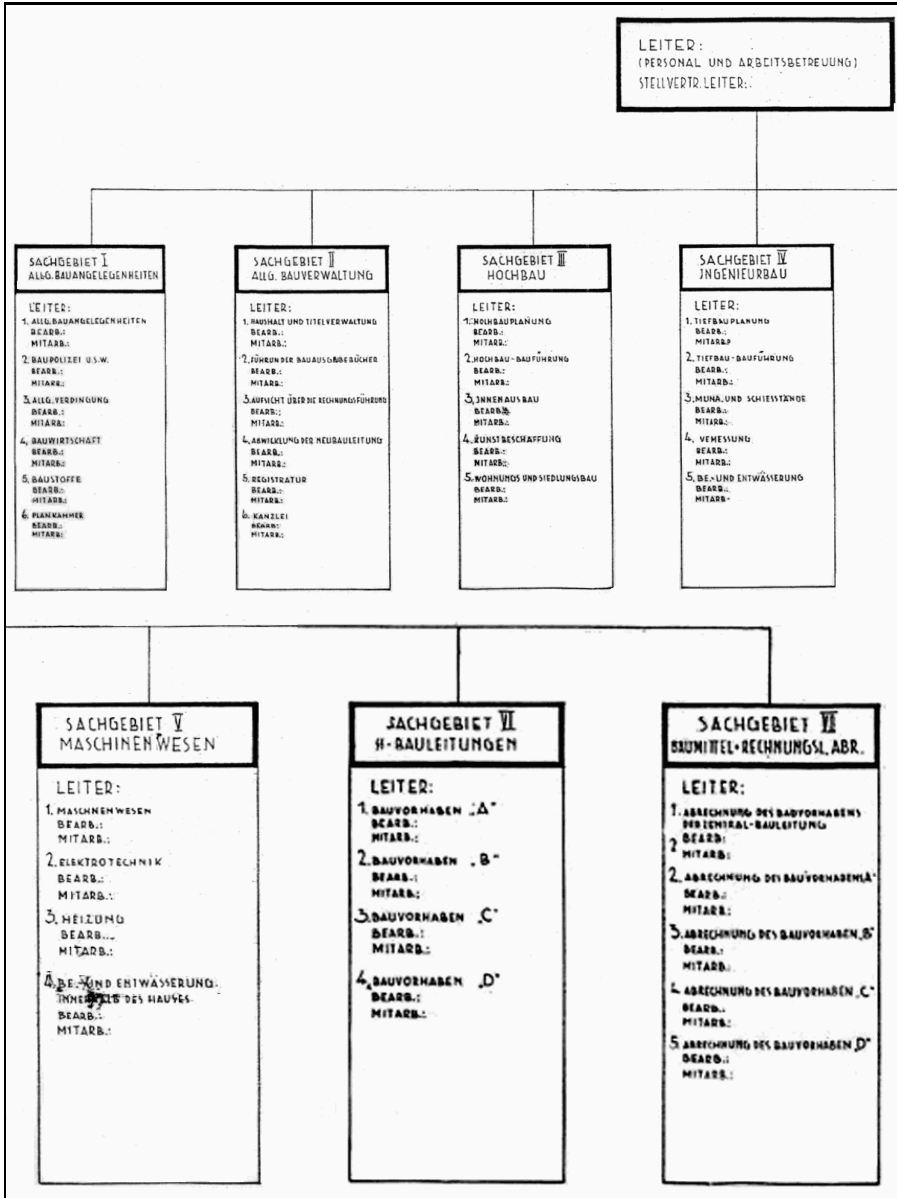 LEITER:
(PERSONAL UND ARBEITSBETREUUNG)
STELLVERTR. LEITER:
SACHGEBIET I
ALLG. BAUANGELEGENHEITEN
LEITER:
1. ALLG. BAUANGELEGENHEITEN
BEARB.:
MITARB.:
2. BAUPOLIZEI U.S.W.
BEARB.:
MITARB.:
3. ALLG. VERDINGUNG
BEARB.:
MITARB.:
4. BAUWIRTSCHAFT
BEARB.:
MITARB.:
5. BAUSTOFFE
BEARB.:
MITARB.:
6. PLANKAMMER
BEARB.:
MITARB.:
SACHGEBIET II
ALLG. BAUVERWALTUNG
LEITER:
1. HAUSHALT UND TITELVERWALTUNG
BEARB.:
MITARB.:
2. FÜHRUN DER BAUAUSGABEBÜCHER
BEARB.:
MITARB.:
3. AUFSICHT ÜBER DIE RECHNUNGSFÜHRUNG
BEARB.:
MITARB.:
4. ABWICKLUNG DER NEUBAULEITUNG
BEARB.:
MITARB.:
5. REGISTRATUR
BEARB.:
MITARB.:
6. KANZLEI
BEARB.:
MITARB.:
SACHGEBIET III
HOCHBAU
LEITER:
1. HOCHBAUPLANUNG
BEARB.:
MITARB.:
2. HOCHBAU-BAUFÜHRUNG
BEARB.:
MITARB.:
3. INNENAUSBAU
BEARB.:
MITARB.:
4. KUNSTBESCHAFFUNG
BEARB.:
MITARB.:
5. WOHNUNGS UND SIEDLUNGSBAU
BEARB.:
MITARB.:
SACHGEBIET IV
INGENIEURBAU
LEITER:
1. TIEFBAUPLANUNG
BEARB.:
MITARB.
2. TIEFBAU-BAUFÜHRUNG
BEARB.:
MITARB.:
3. MUNA. UND SCHIESSTÄNDE
BEARB.:
MITARB.:
4. VEMESSUNG
BEARB.:
MITARB.:
5. BE.- UND ENTWÄSSERUNG
BEARB.:
MITARB-
SACHGEBIET V
MASCHINENWESEN
LEITER:
1. MASCHNENWESEN
BEARB.:
MITARB.:
2. ELEKTROTECHNIK
BEARB.:
MITARB.:
3. HEIZUNG
BEARB...
MITARB.:
4. BE.- UND ENTWÄSSERUNG
INNERHALB DES HAUSES
BEARB.:
MITARB.:
SACHGEBIET VI
ᛋᛋ-BAULEITUNGEN
LEITER:
1. BAUVORHABEN „A"
BEARB.:
MITARB.:
2. BAUVORHABEN „B"
BEARB.:
MITARB.:
3. BAUVORHABEN „C"
BEARB.:
MITARB.:
4. BAUVORHABEN „D"
BEARB.:
MITARB.:
SACHGEBIET VII
BAUMITTEL-RECHNUNGSL. ABR.
LEITER:
1. ABRECHNUNG DES BAUVORHABENS
DER ZENTRAL-BAULEITUNG
BEARB:
?
MITARB.:
2. ABRECHNUNG DES BAUVORHABENS „A"
BEARB.:
MITARB.:
3. ABRECHNUNG DES BAUVORHABEN „B"
BEARB.:
MITARB.:
4. ABRECHNUNG DES BAUVORHABEN „C"
BEARB.:
MITARB.:
5. ABRECHNUNG DES BAUVORHABEN „D"
BEARB.:
MITARB.: